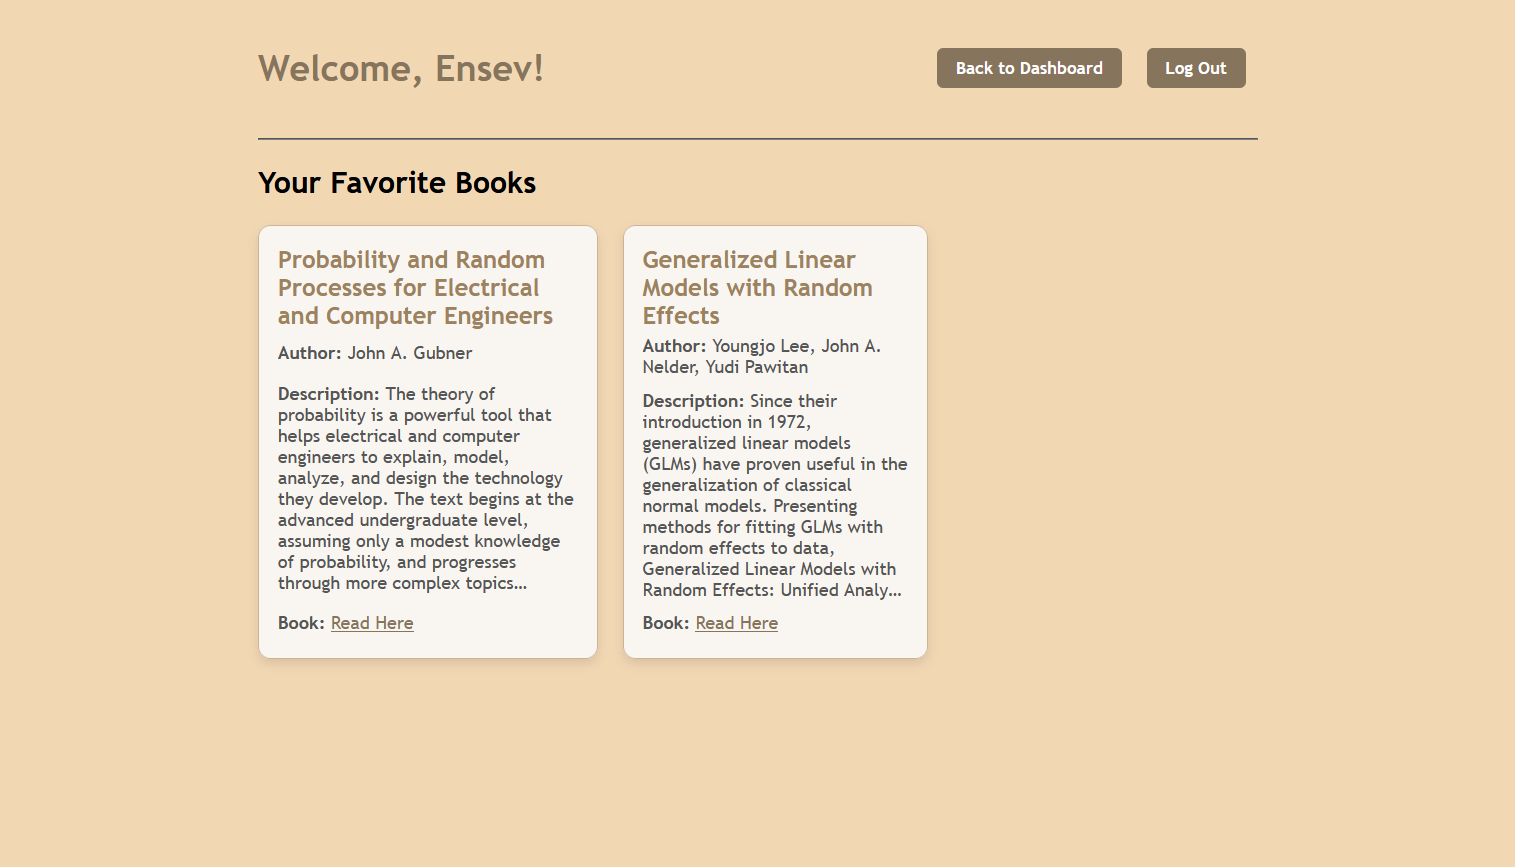 Welcome, Ensev!
Back to Dashboard
Log Out
Your Favorite Books
Probability and Random
Processes for Electrical
and Computer Engineers
Author: John A. Gubner
Description: The theory of
probability is a powerful tool that
helps electrical and computer
engineers to explain, model,
analyze, and design the technology
they develop. The text begins at the
advanced undergraduate level,
assuming only a modest knowledge
of probability, and progresses
through more complex topics...
Book: Read Here
Generalized Linear
Models with Random
Effects
Author: Youngjo Lee, John A.
Nelder, Yudi Pawitan
Description: Since their
introduction in 1972,
generalized linear models
(GLMs) have proven useful in the
generalization of classical
normal models. Presenting
methods for fitting GLMs with
random effects to data,
Generalized Linear Models with
Random Effects: Unified Analy...
Book: Read Here